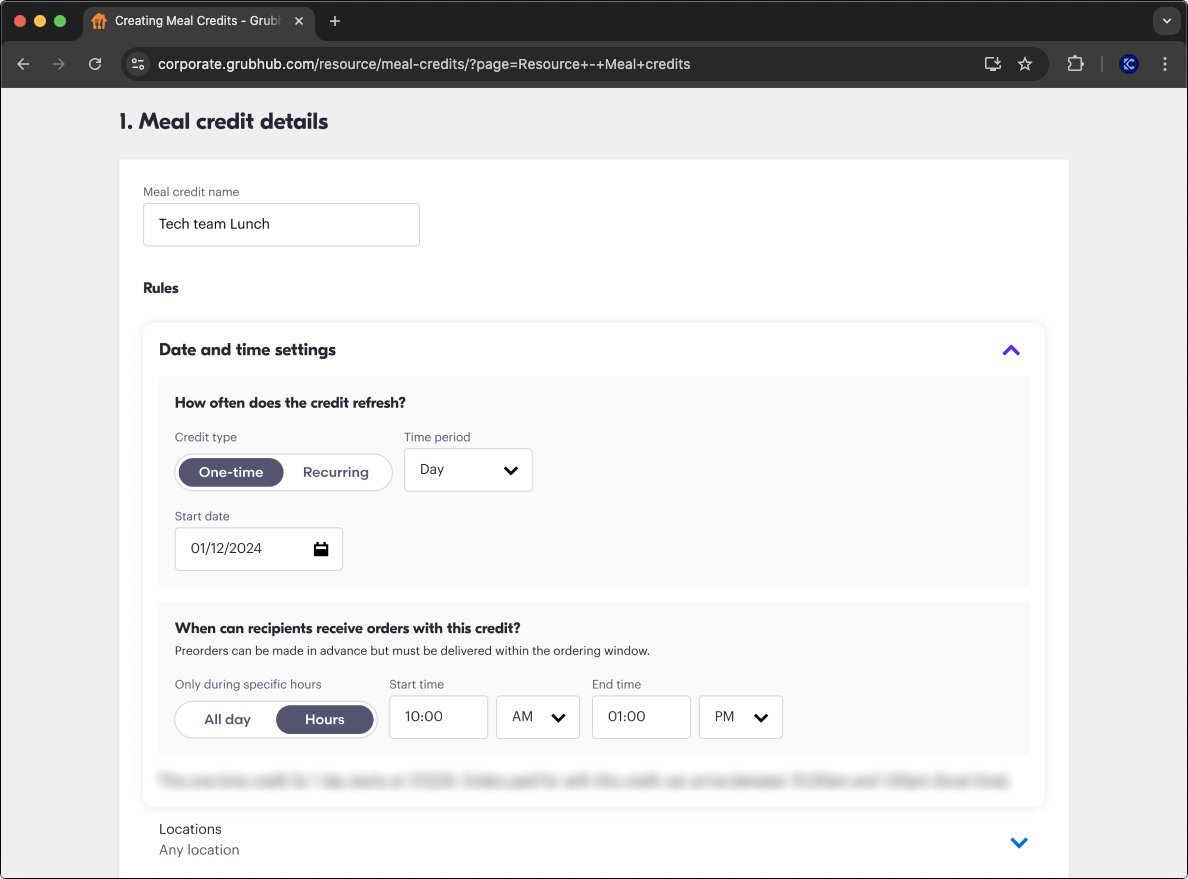 Creating Meal Credits - Grub
corporate.grubhub.com/resource/meal-credits/?page=Resource+-+Meal+credits
1. Meal credit details
Meal credit name
Tech team Lunch
Rules
Date and time settings
How often does the credit refresh?
Credit type
Time period
One-time
Recurring
Day
Start date
01/12/2024
When can recipients receive orders with this credit?
Preorders can be made in advance but must be delivered within the ordering window.
Only during specific hours
Start time
End time
All day
Hours
10:00
AM
01:00
PM
Locations
Any location